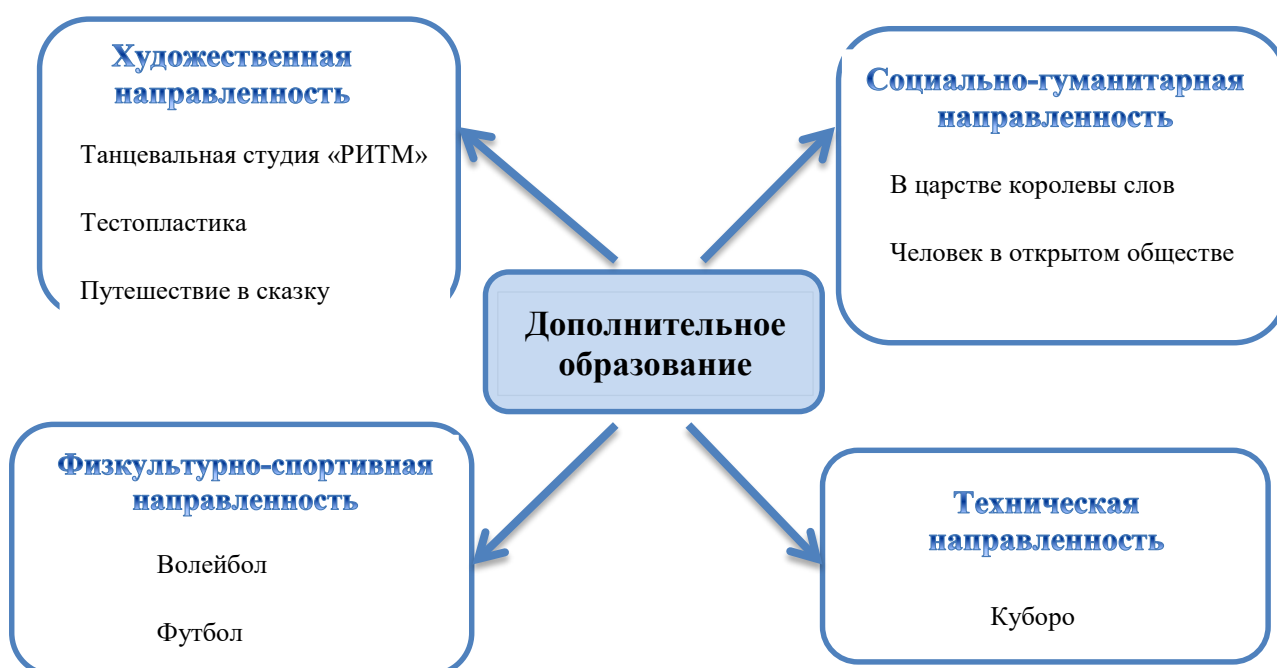 Художественная
направленность
Танцевальная студия «РИТМ»
Тестопластика
Путешествие в сказку
Социально-гуманитарная
направленность
В царстве королевы слов
Человек в открытом обществе
Дополнительное
образование
Физкультурно-спортивная
направленность
Волейбол
Футбол
Техническая
направленность
Куборо